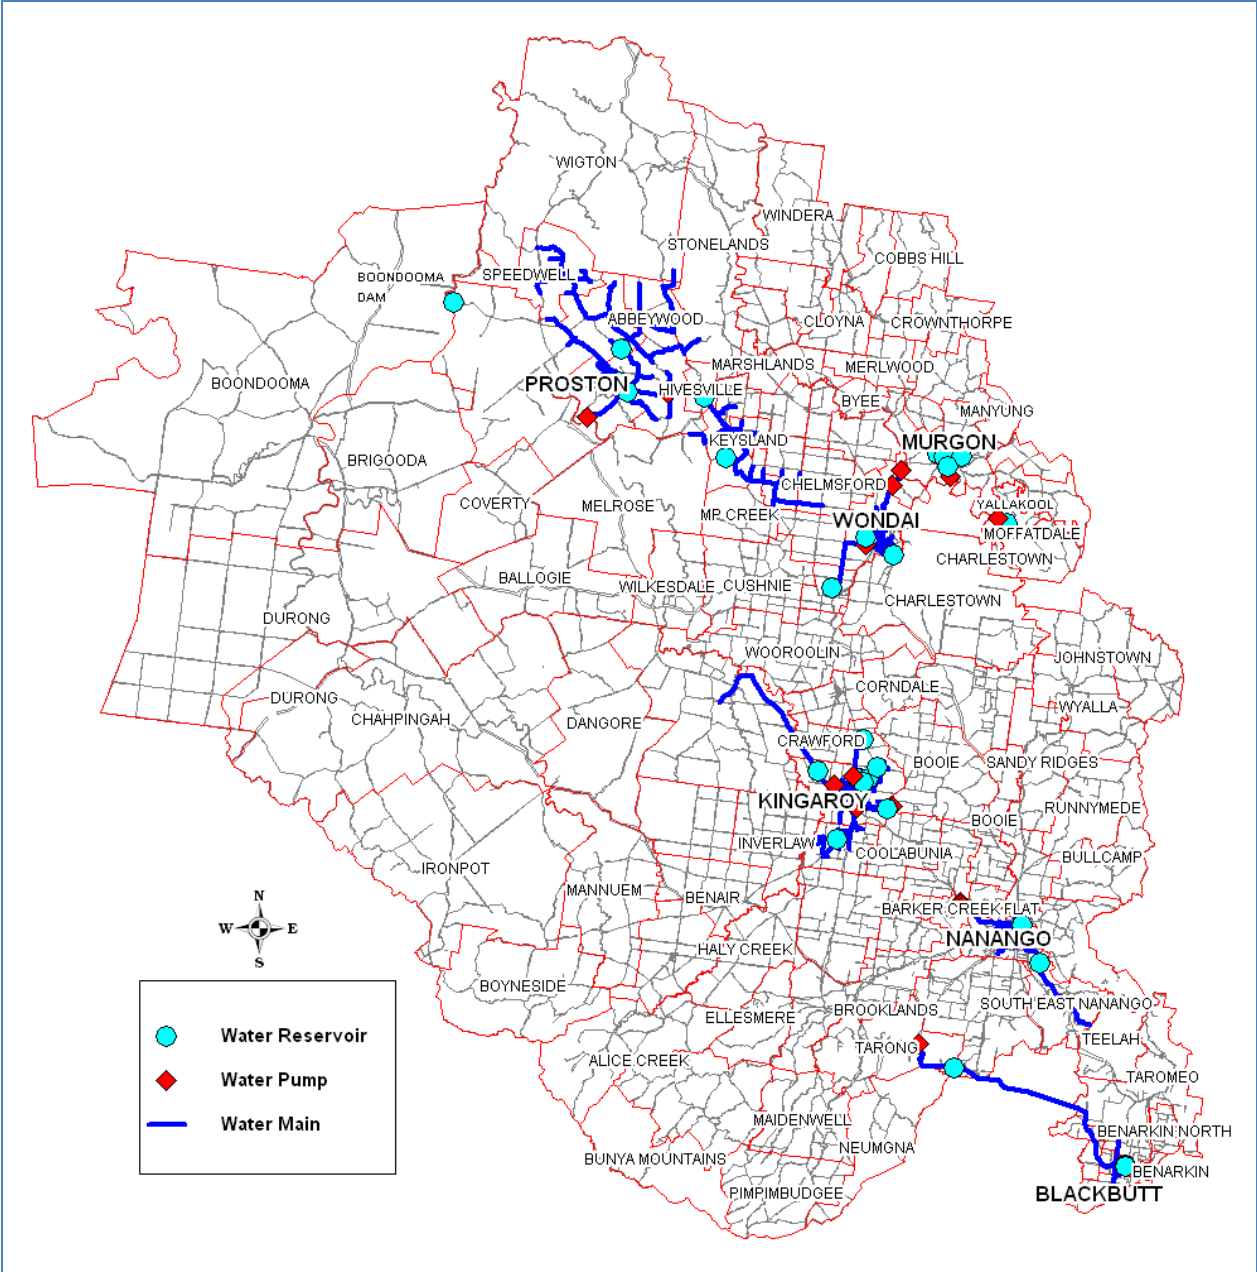 WIGTON
WINDERA
STONELANDS
COBBS HILL
SPEEDWELL
BOONDOOMA
DAM
ABBEYWOOD
CLOYNA
CROWNTHORPE
MARSHLANDS
MERLWOOD
BOONDOOMA
PROSTON
HIVESVILLE
BYEE
MANYUNG
KEYSLAND
MURGON
BRIGOODA
CHELMSFORD
COVERTY
MELROSE
MP CREEK
WONDAI
YALLAKOOL
MOFFATDALE
CHARLESTOWN
BALLOGIE
WILKESDALE
CUSHNIE
CHARLESTOWN
DURONG
WOOROOLIN
JOHNSTOWN
DURONG
CORNDALE
CHAHPINGAH
DANGORE
WYALLA
CRAWFORD
BOOIE
SANDY RIDGES
KINGAROY
RUNNYMEDE
BOOIE
INVERLAW
COOLABUNIA
BULLCAMP
IRONPOT
MANNUEM
BENAIR
BARKER CREEK FLAT
N
W
E
S
HALY CREEK
NANANGO
BOYNESIDE
SOUTH EAST NANANGO
ELLESMERE
BROOKLANDS
TEELAH
ALICE CREEK
TARONG
TAROMEO
MAIDENWELL
BENARKIN NORTH
NEUMGNA
BUNYA MOUNTAINS
BENARKIN
PIMPIMBUDGEE
BLACKBUTT
Water Reservoir
Water Pump
Water Main